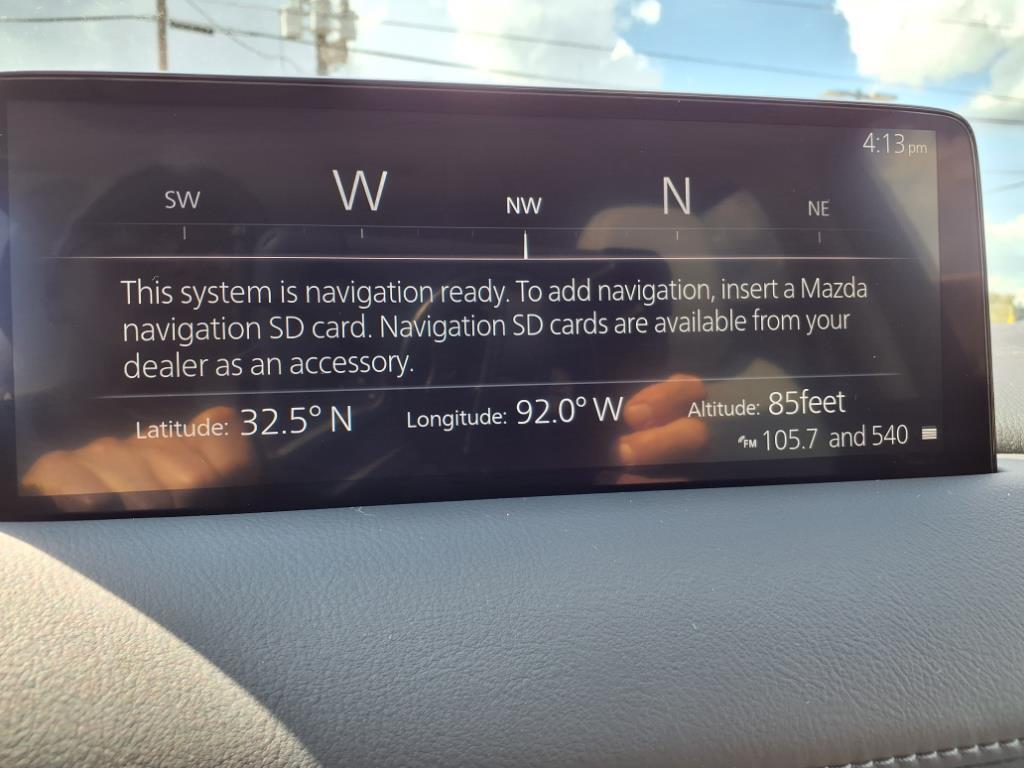 4:13pm
SW W NW N NE
This system is navigation ready. To add navigation, insert a Mazda
navigation SD card. Navigation SD cards are available from your
dealer as an accessory.
Latitude: 32.5° N Longitude: 92.0° W Altitude: 85feet
FM 105.7 and 540